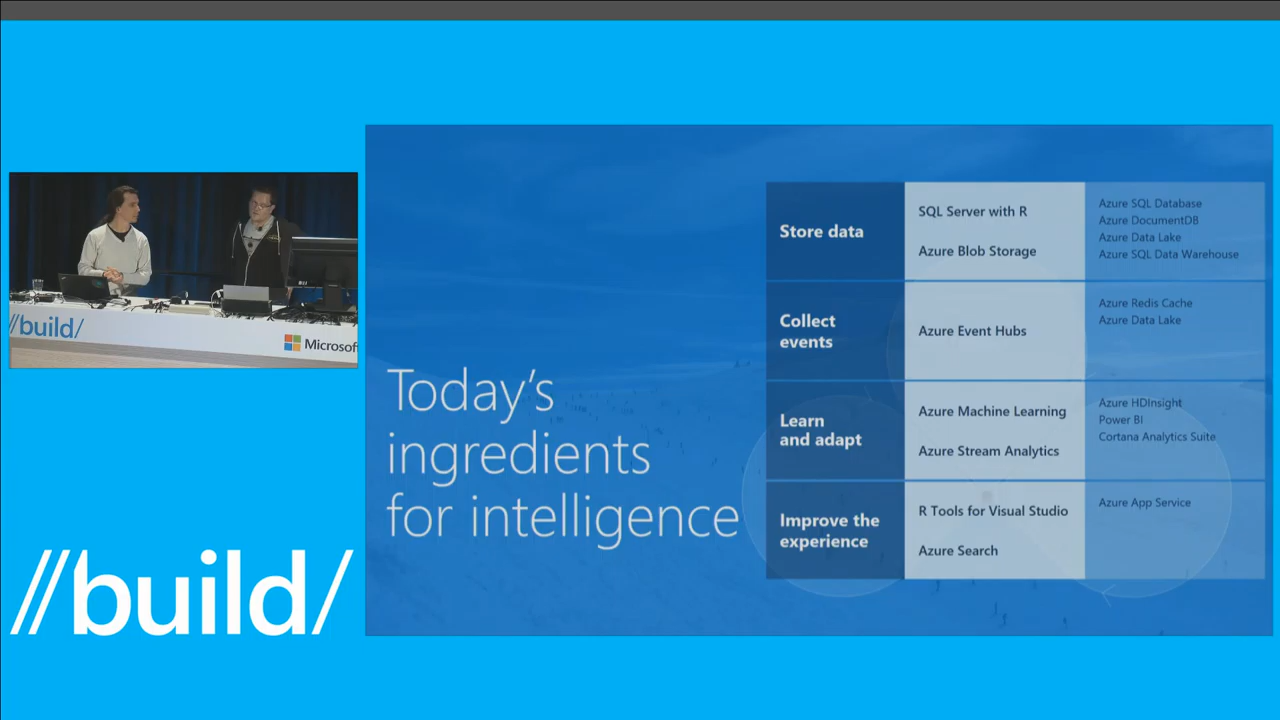 //build/
Microsof
//build/
Today's
ingredients
for intelligence
Store data
SQL Server with R
Azure Blob Storage
Azure SQL Database
Azure DocumentDB
Azure Data Lake
Azure SQL Data Warehouse
Collect
events
Azure Event Hubs
Azure Redis Cache
Azure Data Lake
Learn
and adapt
Azure Machine Learning
Azure Stream Analytics
Azure HDInsight
Power BI
Cortana Analytics Suite
Improve the
experience
R Tools for Visual Studio
Azure Search
Azure App Service